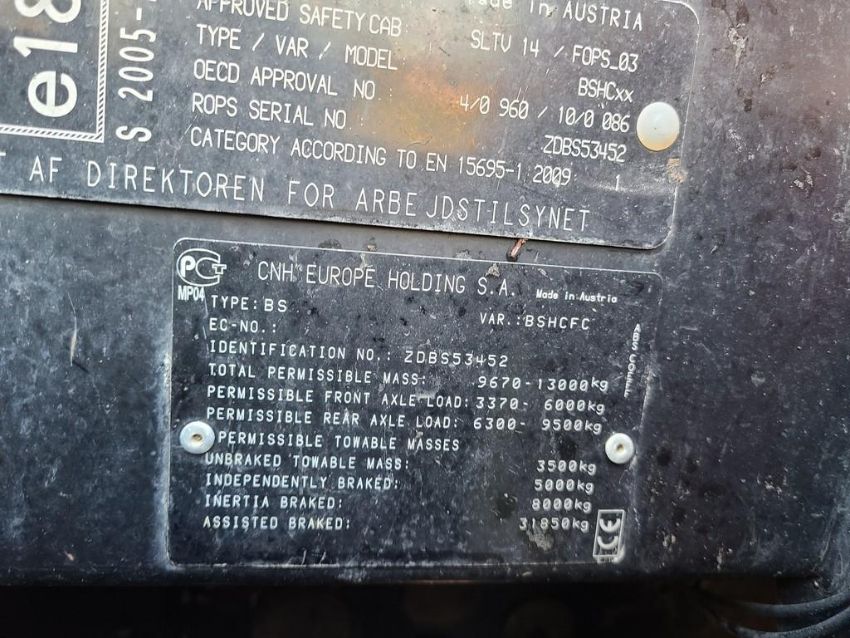 e18
S 2005-
Made in AUSTRIA
APPROVED SAFETY CAB
SLTV 14 / FOPS_03
TYPE / VAR / MODEL :
BSHCxx
OECD APPROVAL NO :
4/0 960 / 10/0 086
ROPS SERIAL NO :
ZDBS53452
CATEGORY ACCORDING TO EN 15695-1:2009: 1
T AF DIREKTOREN FOR ARBEJDSTILSYNET
MP04
CNH EUROPE HOLDING S.A. Made in Austria
TYPE: BS
VAR.: BSHCFC
EC-NO.:
IDENTIFICATION NO.: ZDBS53452
TOTAL PERMISSIBLE MASS: 9670-13000kg
PERMISSIBLE FRONT AXLE LOAD: 3370- 6000kg
PERMISSIBLE REAR AXLE LOAD: 6300- 9500kg
PERMISSIBLE TOWABLE MASSES
UNBRAKED TOWABLE MASS: 3500kg
INDEPENDENTLY BRAKED: 5000kg
INERTIA BRAKED: 8000kg
ASSISTED BRAKED: 31850kg